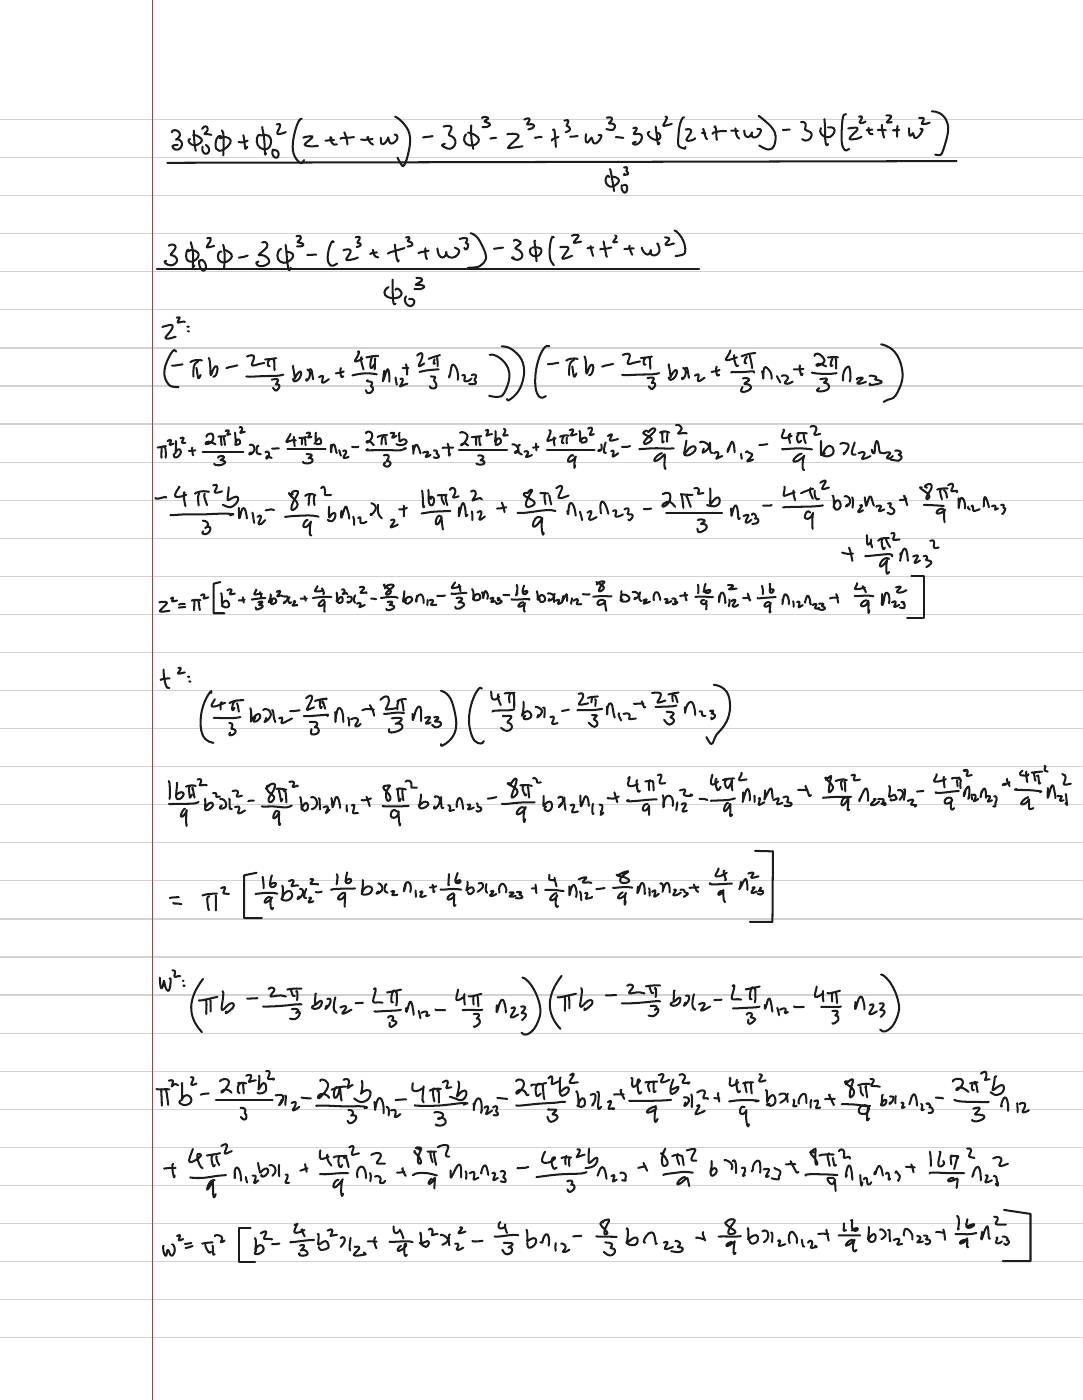 (3ϕ₀²ϕ + ϕ₀²(z + t + w) − 3ϕ³ − z³ − t³ − w³ − 3ϕ²(z + t + w) − 3ϕ(z² + t² + w²)) / ϕ₀³
(3ϕ₀²ϕ − 3ϕ³ − (z³ + t³ + w³) − 3ϕ(z² + t² + w²)) / ϕ₀³
z²:
(−πb − 2π/3 bx₂ + 4π/3 n₁₂ + 2π/3 n₂₃))(−πb − 2π/3 bx₂ + 4π/3 n₁₂ + 2π/3 n₂₃)
π²b² + 2π²b²/3 x₂ − 4π²b/3 n₁₂ − 2π²b/3 n₂₃ + 2π²b²/3 x₂ + 4π²b²/9 x₂² − 8π²/9 bx₂n₁₂ − 4π²/9 bx₂n₂₃
− 4π²b/3 n₁₂ − 8π²/9 bn₁₂x₂ + 16π²/9 n₁₂² + 8π²/9 n₁₂n₂₃ − 2π²b/3 n₂₃ − 4π²/9 bx₂n₂₃ + 8π²/9 n₁₂n₂₃
+ 4π²/9 n₂₃²
z² = π²[b² + 4/3 b²x₂ + 4/9 b²x₂² − 8/3 bn₁₂ − 4/3 bn₂₃ − 16/9 bx₂n₁₂ − 8/9 bx₂n₂₃ + 16/9 n₁₂² + 16/9 n₁₂n₂₃ + 4/9 n₂₃²]
t²:
(4π/3 bx₂ − 2π/3 n₁₂ + 2π/3 n₂₃)(4π/3 bx₂ − 2π/3 n₁₂ + 2π/3 n₂₃)
16π²/9 b²x₂² − 8π²/9 bx₂n₁₂ + 8π²/9 bx₂n₂₃ − 8π²/9 bx₂n₁₂ + 4π²/9 n₁₂² − 4π²/9 n₁₂n₂₃ + 8π²/9 n₂₃bx₂ − 4π²/9 n₁₂n₂₃ + 4π²/9 n₂₃²
= π² [16/9 b²x₂² − 16/9 bx₂n₁₂ + 16/9 bx₂n₂₃ + 4/9 n₁₂² − 8/9 n₁₂n₂₃ + 4/9 n₂₃²]
w²: (πb − 2π/3 bx₂ − 2π/3 n₁₂ − 4π/3 n₂₃)(πb − 2π/3 bx₂ − 2π/3 n₁₂ − 4π/3 n₂₃)
π²b² − 2π²b²/3 x₂ − 2π²b/3 n₁₂ − 4π²b/3 n₂₃ − 2π²b²/3 bx₂ + 4π²b²/9 x₂² + 4π²/9 bx₂n₁₂ + 8π²/9 bx₂n₂₃ − 2π²b/3 n₁₂
+ 4π²/9 n₁₂bx₂ + 4π²/9 n₁₂² + 8π²/9 n₁₂n₂₃ − 4π²b/3 n₂₃ + 8π²/9 bx₂n₂₃ + 8π²/9 n₁₂n₂₃ + 16π²/9 n₂₃²
w² = π² [b² − 4/3 b²x₂ + 4/9 b²x₂² − 4/3 bn₁₂ − 8/3 bn₂₃ + 8/9 bx₂n₁₂ + 16/9 bx₂n₂₃ + 16/9 n₂₃²]